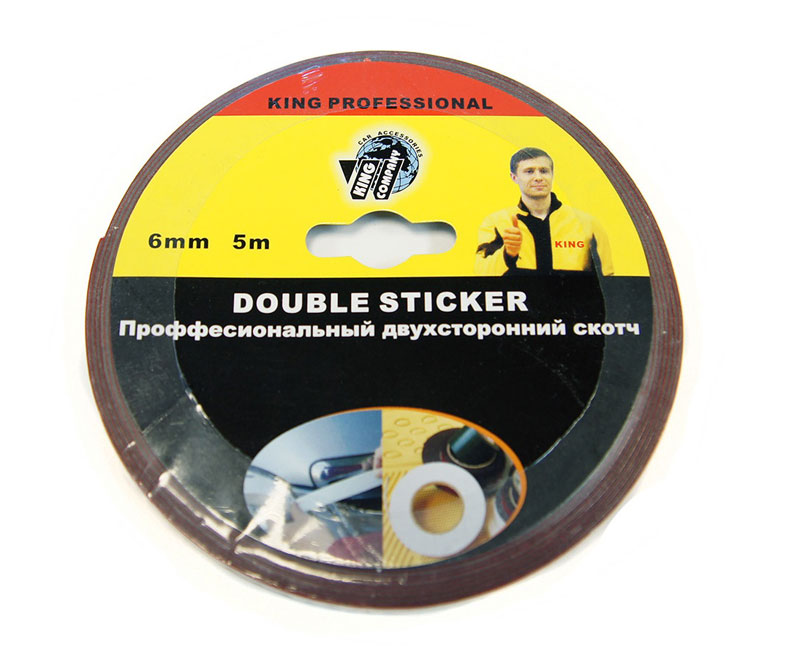 KING PROFESSIONAL
CAR ACCESSORIES
KING
COMPANY
6mm 5m
KING
DOUBLE STICKER
Проффесиональный двухсторонний скотч